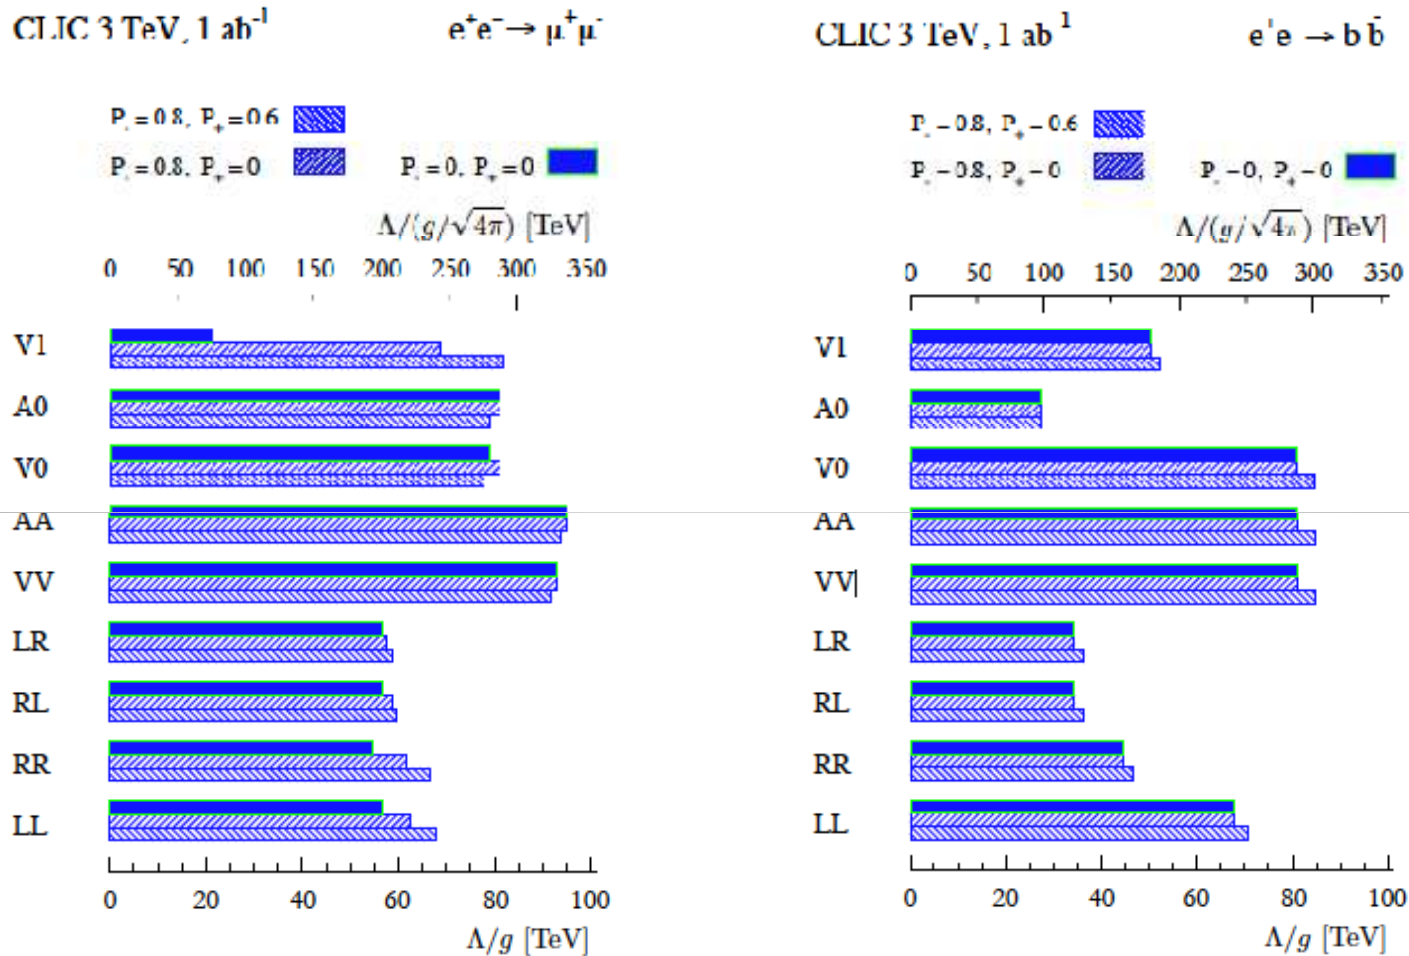 CLIC 3 TeV, 1 ab⁻¹ e⁺e⁻→ μ⁺μ⁻
P₋=0.8, P₊=0.6
P₋=0.8, P₊=0 P₋=0, P₊=0
Λ/(g/√4π) [TeV]
0 50 100 150 200 250 300 350
V1
A0
V0
AA
VV
LR
RL
RR
LL
0 20 40 60 80 100
Λ/g [TeV]
CLIC 3 TeV, 1 ab⁻¹ e⁺e⁻ → b b̄
P₋=0.8, P₊=0.6
P₋=0.8, P₊=0 P₋=0, P₊=0
Λ/(g/√4π) [TeV]
0 50 100 150 200 250 300 350
V1
A0
V0
AA
VV
LR
RL
RR
LL
0 20 40 60 80 100
Λ/g [TeV]